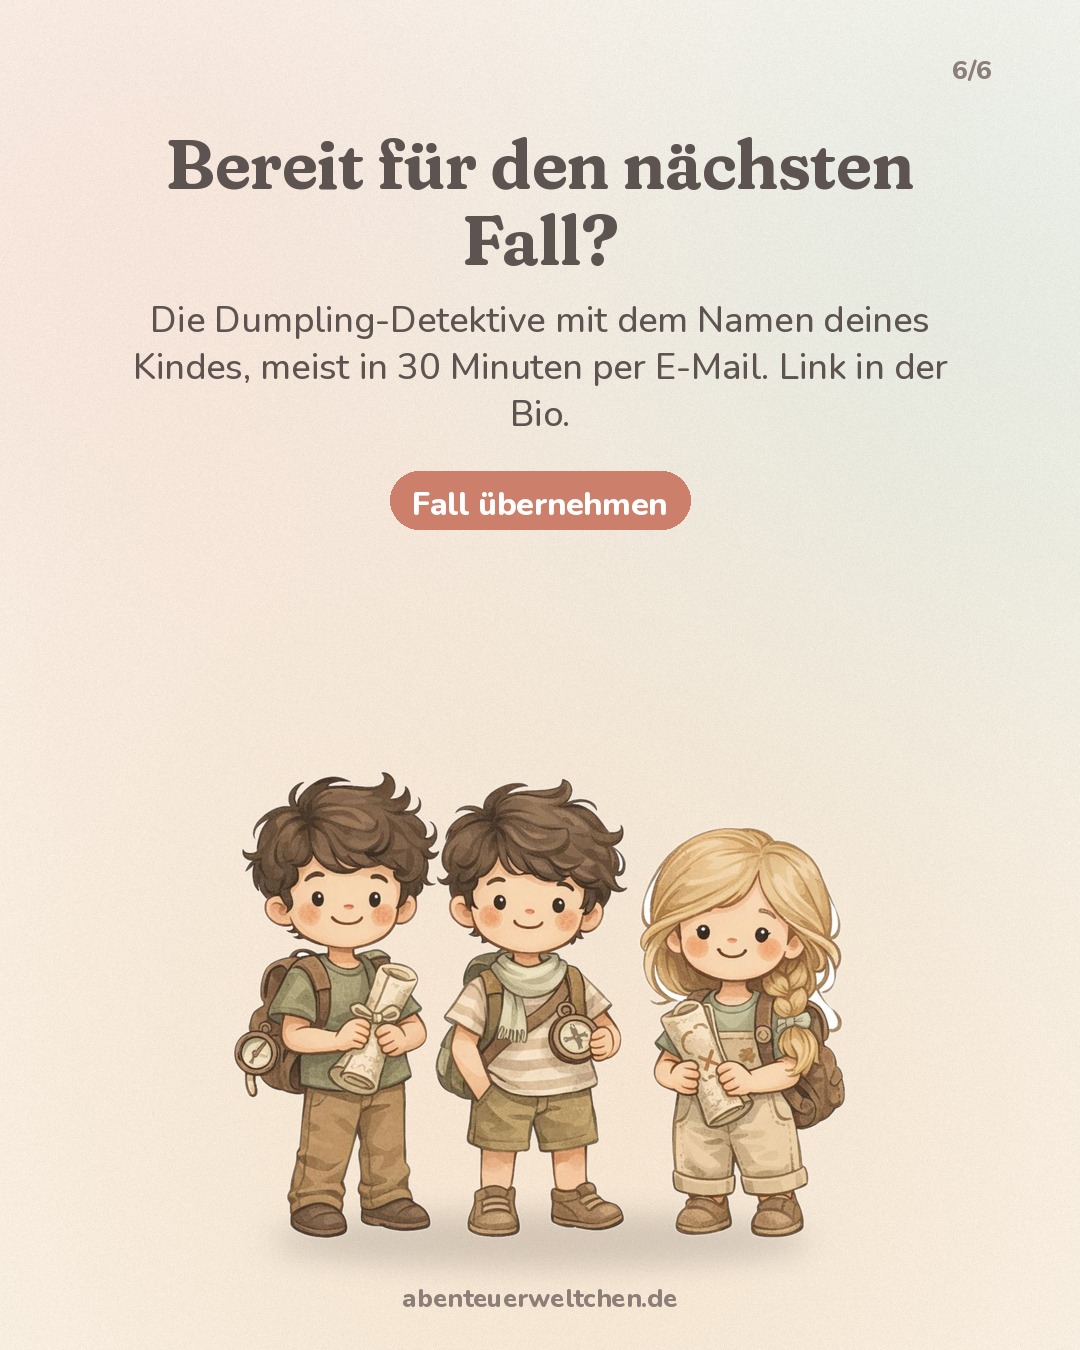 6/6
Bereit für den nächsten
Fall?
Die Dumpling-Detektive mit dem Namen deines
Kindes, meist in 30 Minuten per E-Mail. Link in der
Bio.
Fall übernehmen
abenteuerweltchen.de